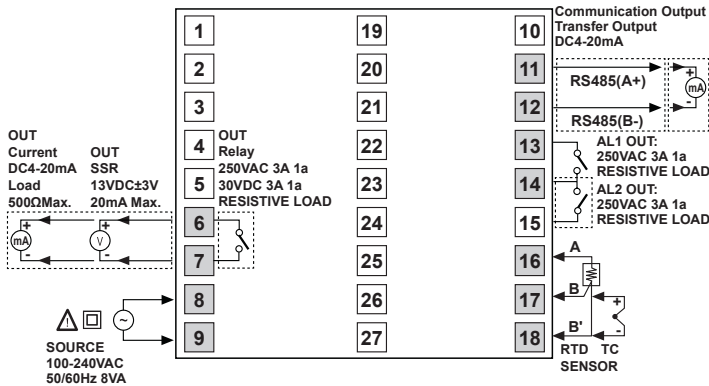 Communication Output
Transfer Output
DC4-20mA
1
19
10
2
20
11
RS485(A+)
+
mA
-
3
21
12
RS485(B-)
OUT
Current
DC4-20mA
Load
500ΩMax.
OUT
SSR
13VDC±3V
20mA Max.
4
OUT
Relay
250VAC 3A 1a
30VDC 3A 1a
RESISTIVE LOAD
22
13
AL1 OUT:
250VAC 3A 1a
RESISTIVE LOAD
5
23
14
AL2 OUT:
250VAC 3A 1a
RESISTIVE LOAD
+
mA
-
+
V
-
6
24
15
7
25
16
A
8
26
17
B
+
-
~
9
27
18
B'
SOURCE
100-240VAC
50/60Hz 8VA
RTD TC
SENSOR